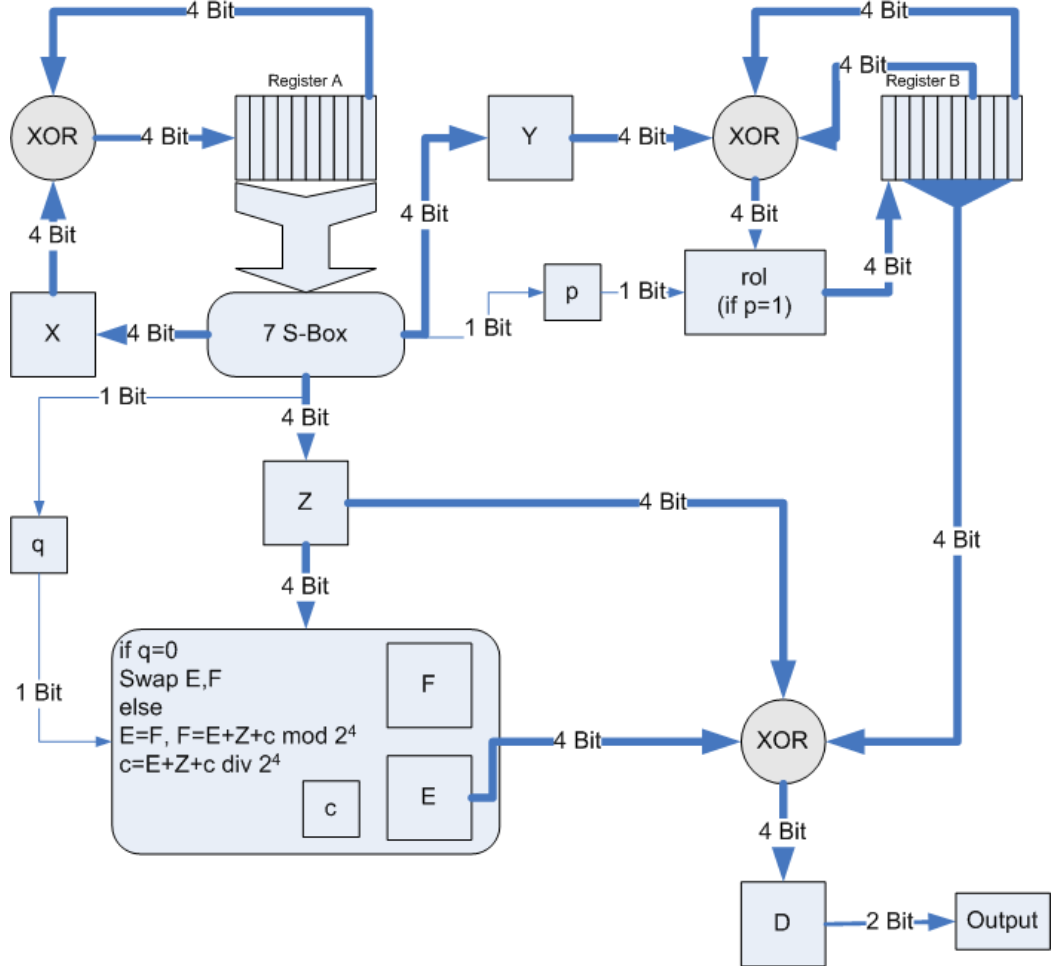 4 Bit
4 Bit
Register A
4 Bit
Register B
XOR
4 Bit
Y
4 Bit
XOR
4 Bit
4 Bit
4 Bit
4 Bit
p
1 Bit
rol
(if p=1)
X
4 Bit
7 S-Box
1 Bit
1 Bit
4 Bit
Z
4 Bit
q
4 Bit
4 Bit
1 Bit
if q=0
Swap E,F
else
E=F, F=E+Z+c mod 2⁴
c=E+Z+c div 2⁴
F
c
E
4 Bit
XOR
4 Bit
D
2 Bit
Output